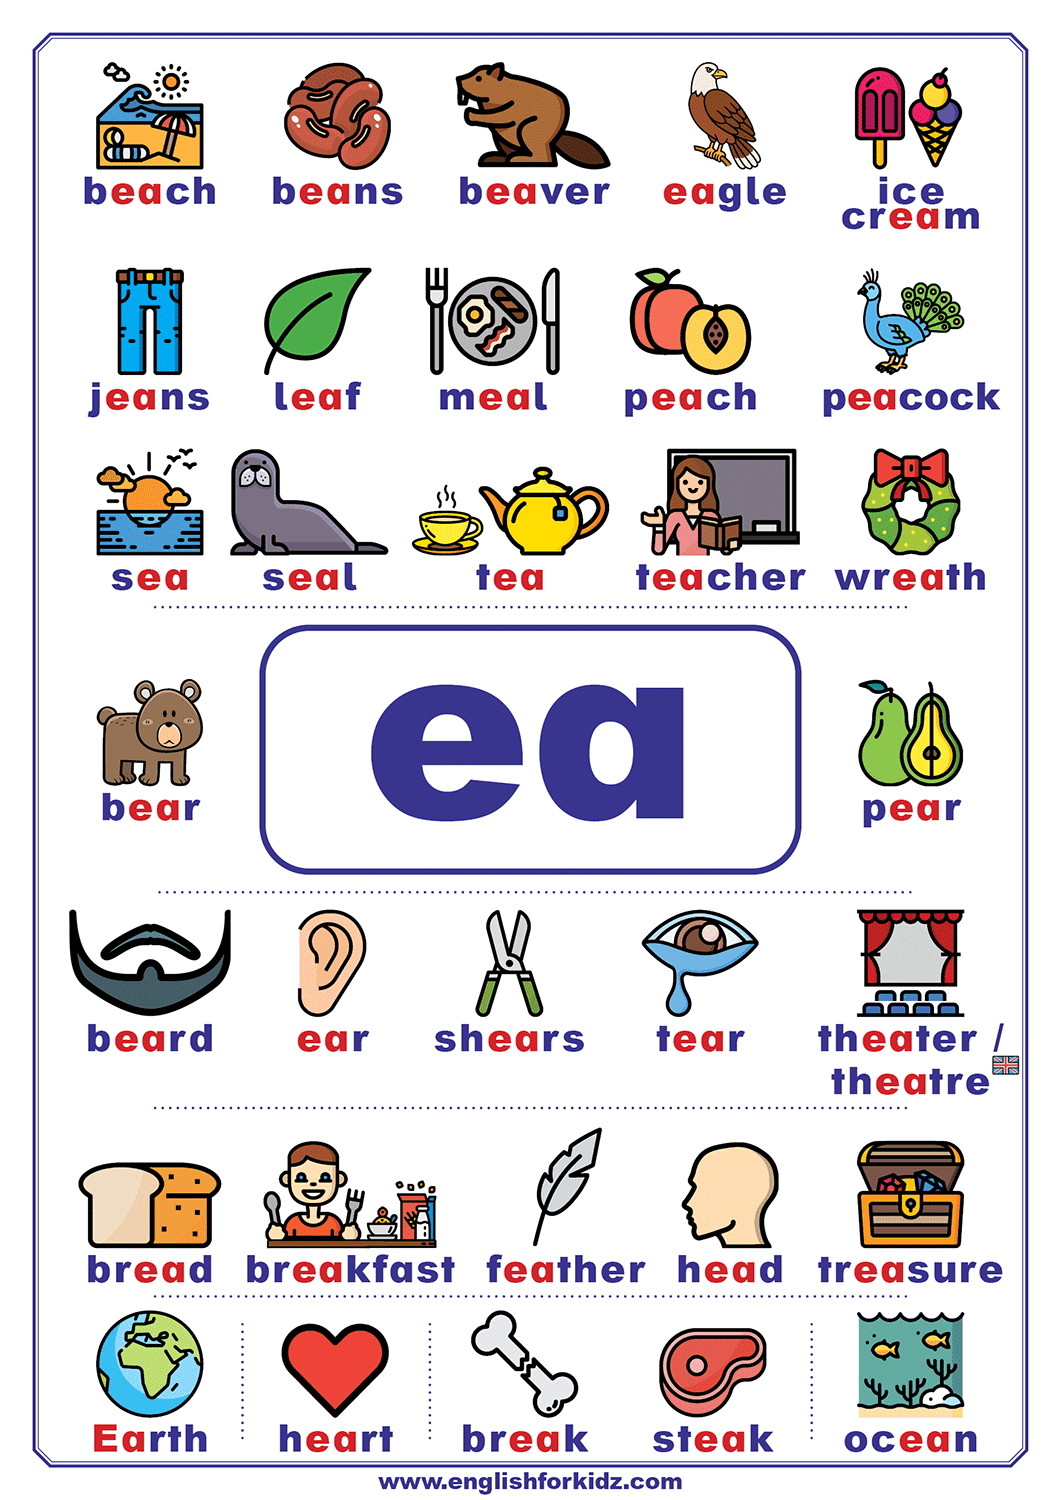 beach beans beaver eagle ice cream
jeans leaf meal peach peacock
sea seal tea teacher wreath
bear ea pear
beard ear shears tear theater / theatre
bread breakfast feather head treasure
Earth heart break steak ocean
www.englishforkidz.com